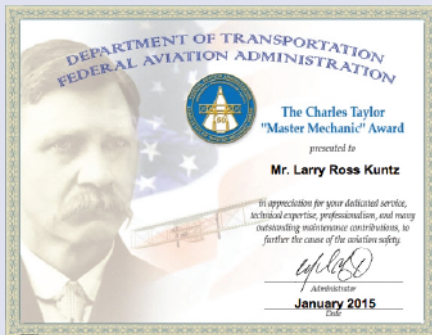 DEPARTMENT OF TRANSPORTATION
FEDERAL AVIATION ADMINISTRATION
The Charles Taylor
"Master Mechanic" Award
presented to
Mr. Larry Ross Kuntz
in appreciation for your dedicated service,
technical expertise, professionalism, and many
outstanding maintenance contributions, to
further the cause of the aviation safety.
Administrator
January 2015
Date